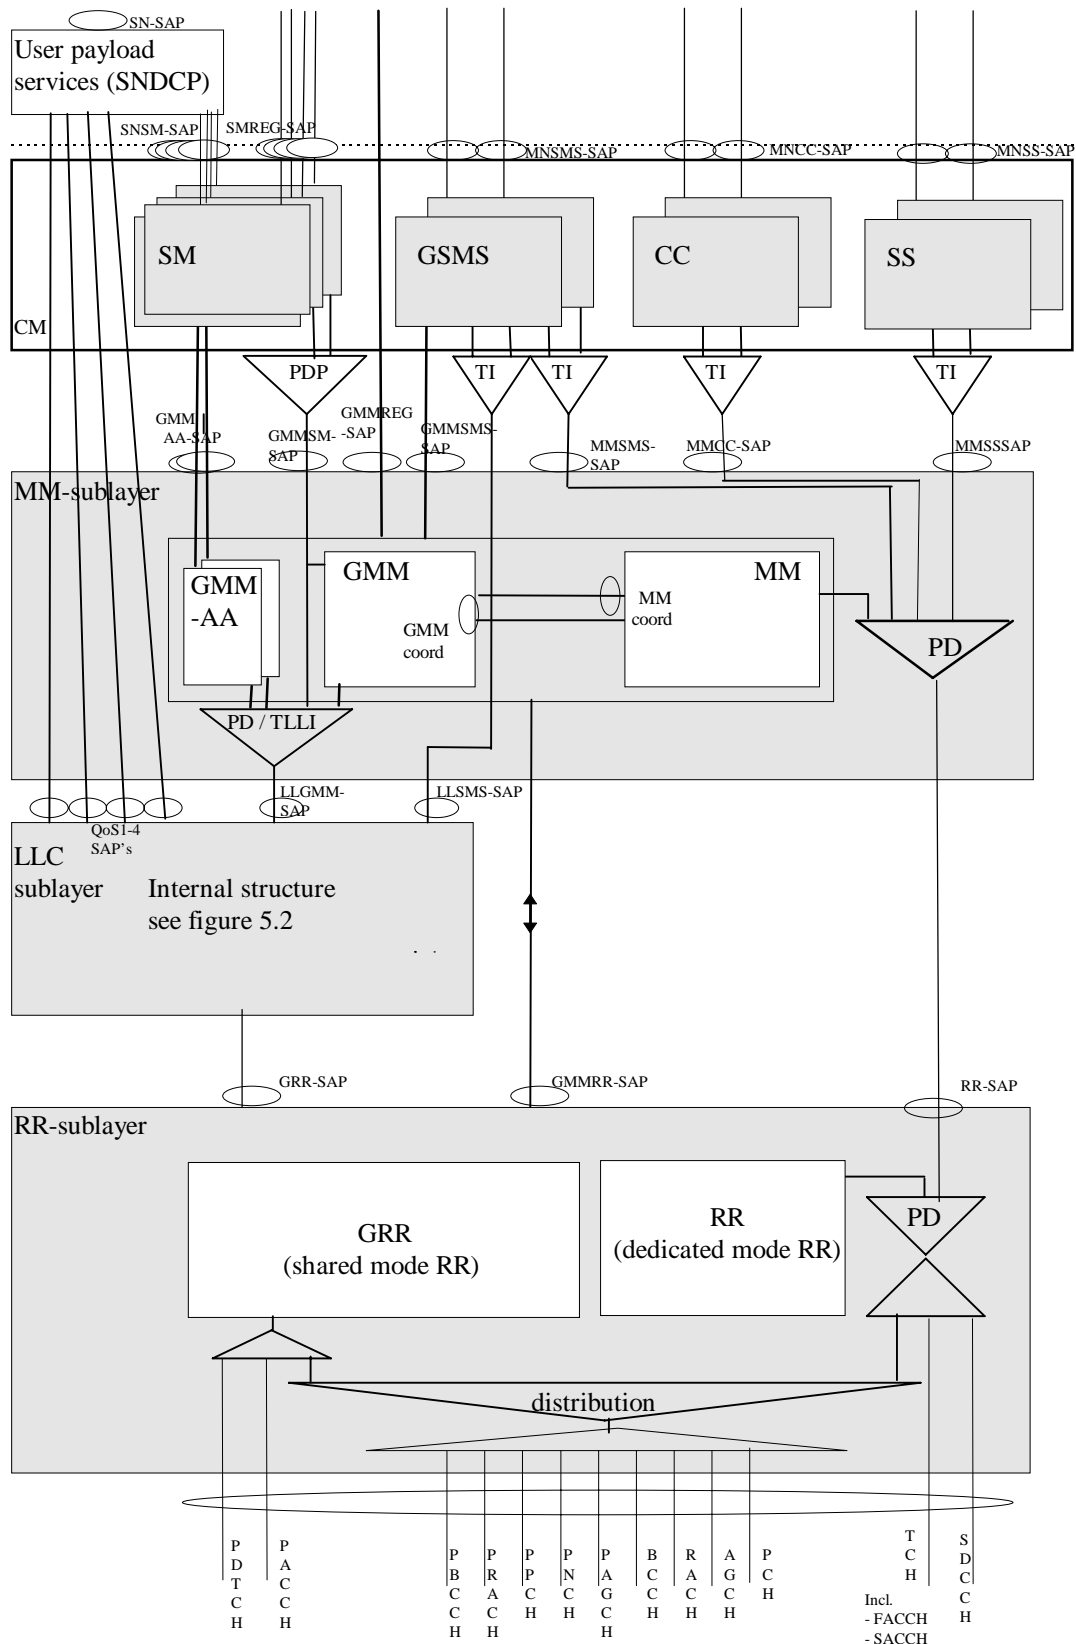 SN-SAP
User payload
services (SNDCP)
SNSM-SAP
SMREG-SAP
MNSMS-SAP
MNCC-SAP
MNSS-SAP
SM
GSMS
CC
SS
CM
PDP
TI
TI
TI
TI
GMM
AA-SAP
GMMSM-
SAP
GMMREG
-SAP
GMMSMS-
SAP
MMSMS-
SAP
MMCC-SAP
MMSSSAP
MM-sublayer
GMM
-AA
GMM
GMM
coord
MM
MM
coord
PD
PD / TLLI
LLGMM-
SAP
LLSMS-SAP
QoS1-4
SAP's
LLC
sublayer
Internal structure
see figure 5.2
GRR-SAP
GMMRR-SAP
RR-SAP
RR-sublayer
GRR
(shared mode RR)
RR
(dedicated mode RR)
PD
distribution
PDTCH
PACCH
PBCCH
PRACH
PPCH
PNCH
PAGCH
BCCH
RACH
AGCH
PCH
TCH
Incl.
- FACCH
- SACCH
SDCCH